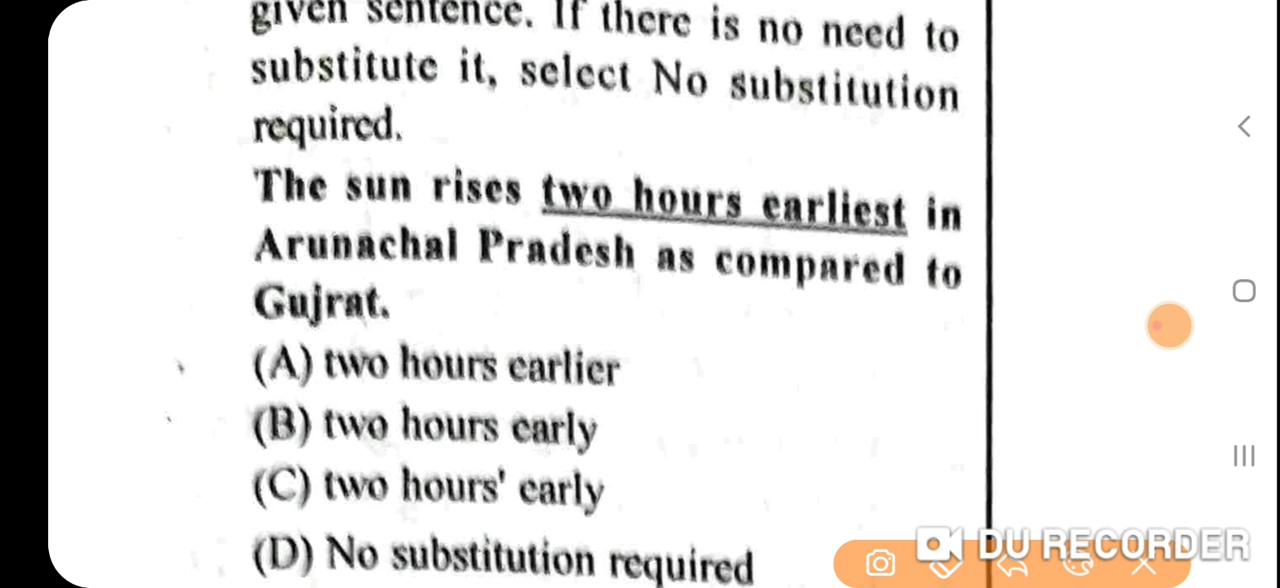 given sentence. If there is no need to
substitute it, select No substitution
required.
The sun rises two hours earliest in
Arunachal Pradesh as compared to
Gujrat.
(A) two hours earlier
(B) two hours early
(C) two hours' early
(D) No substitution required
DU RECORDER